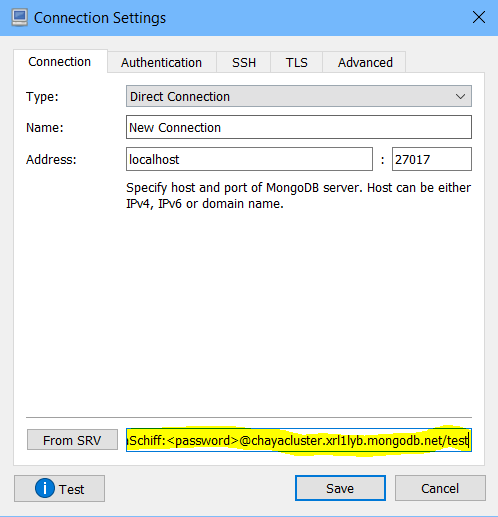 Connection Settings
Connection Authentication SSH TLS Advanced
Type: Direct Connection
Name: New Connection
Address: localhost : 27017
Specify host and port of MongoDB server. Host can be either
IPv4, IPv6 or domain name.
From SRV Schiff:<password>@chayacluster.xrl1lyb.mongodb.net/test
i Test Save Cancel